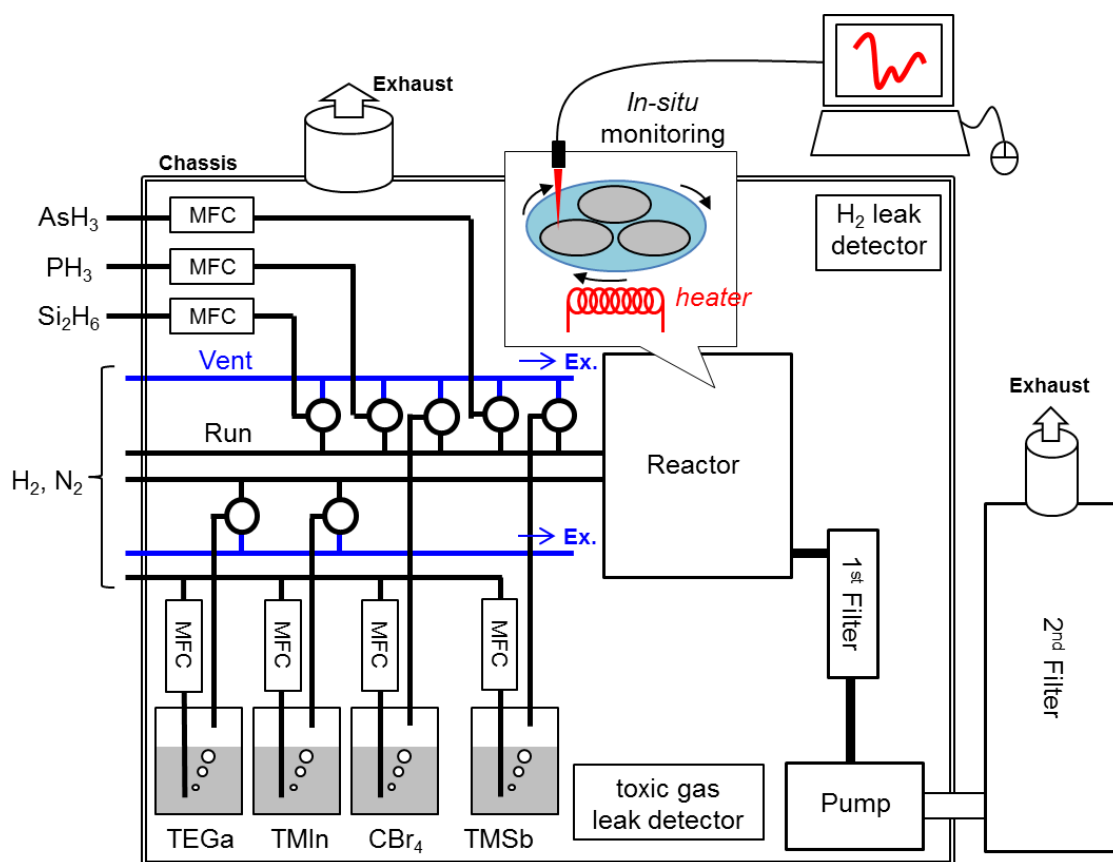 Exhaust
In-situ
monitoring
Chassis
AsH₃
MFC
H₂ leak
detector
PH₃
MFC
heater
Si₂H₆
MFC
Vent
Ex.
Exhaust
Run
Reactor
H₂, N₂
Ex.
1st Filter
MFC
MFC
MFC
MFC
2nd Filter
toxic gas
leak detector
Pump
TEGa
TMIn
CBr₄
TMSb